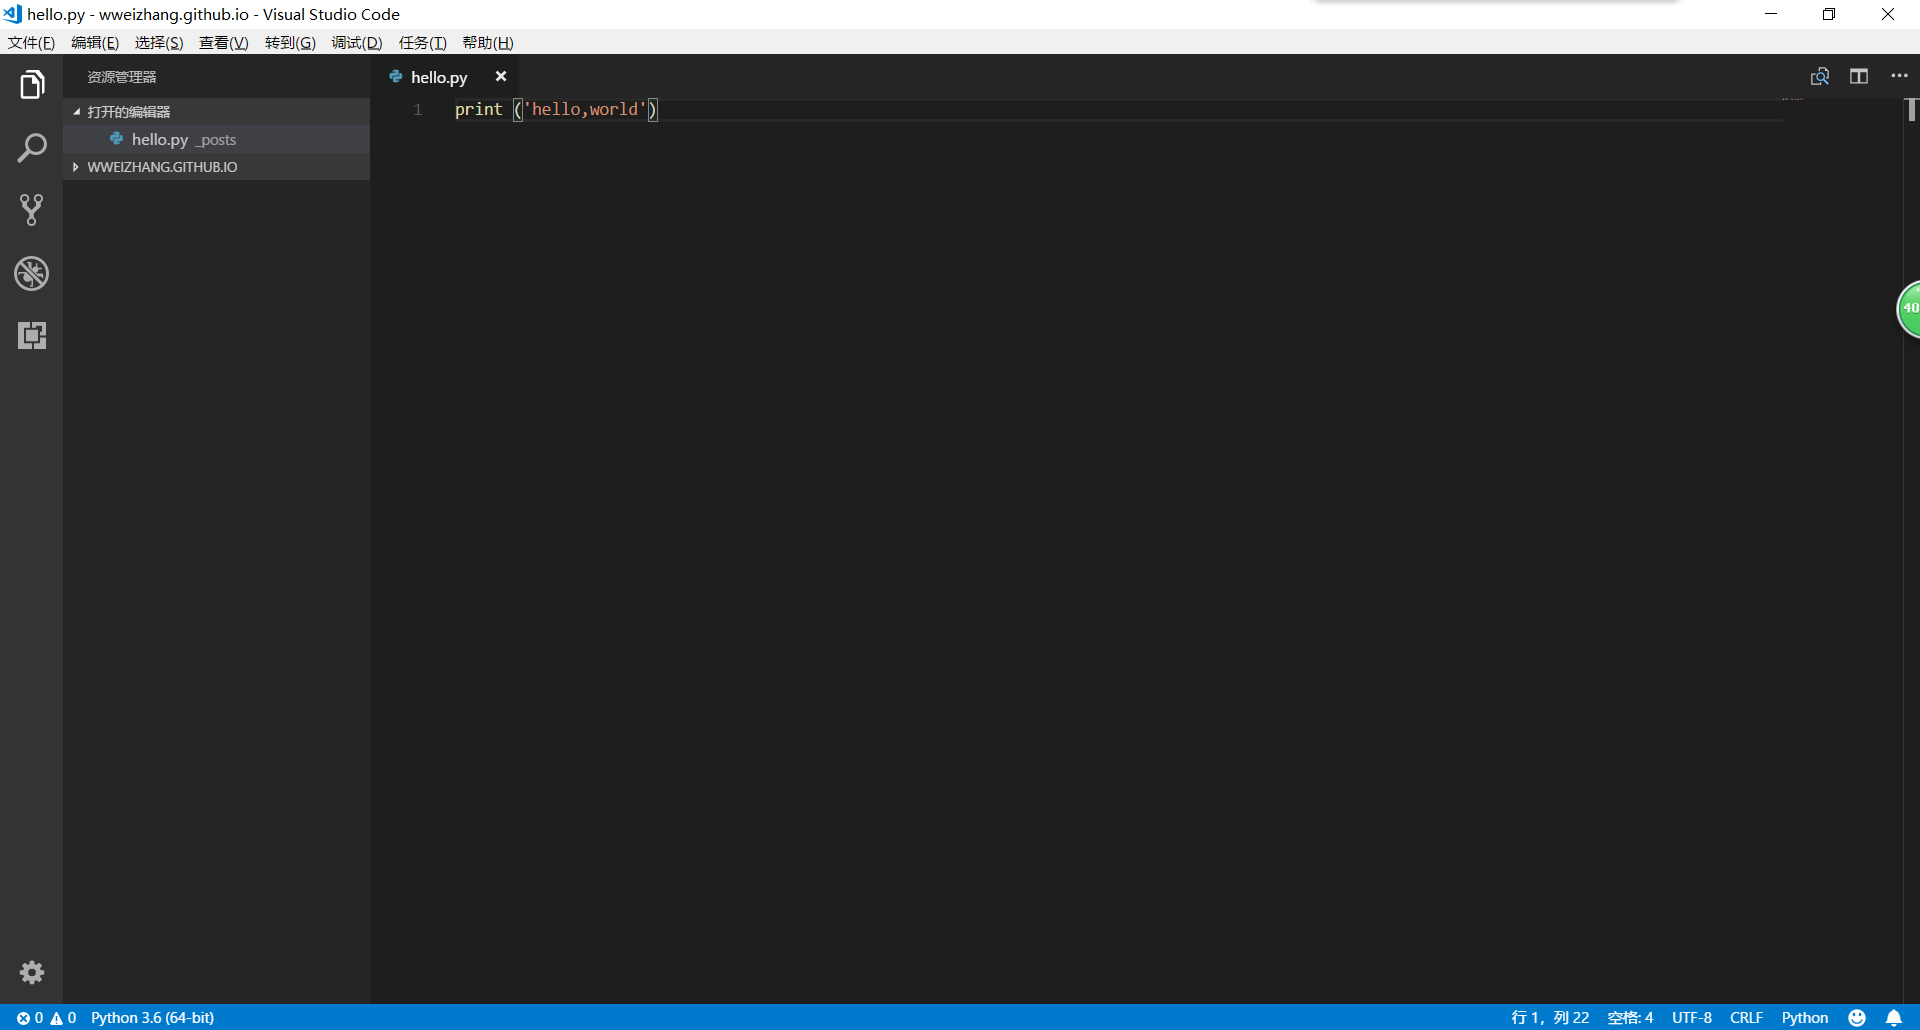 hello.py - wweizhang.github.io - Visual Studio Code
文件(F) 编辑(E) 选择(S) 查看(V) 转到(G) 调试(D) 任务(T) 帮助(H)
资源管理器
打开的编辑器
hello.py _posts
WWEIZHANG.GITHUB.IO
hello.py
1 print ('hello,world')
40
0 0 Python 3.6 (64-bit) 行 1，列 22 空格: 4 UTF-8 CRLF Python